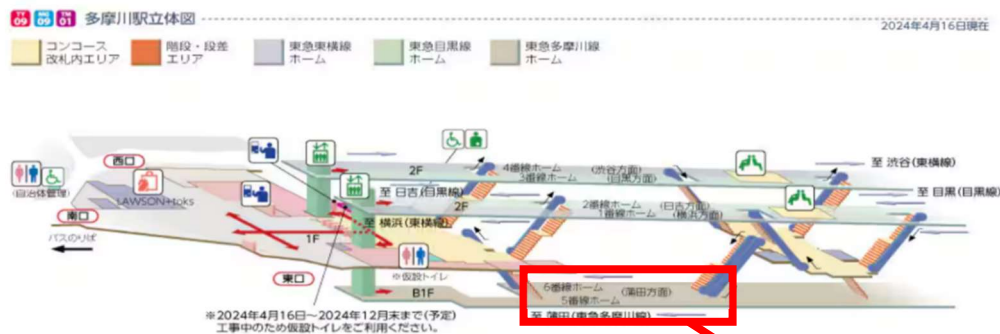 TY 09 MG 09 TM 01 多摩川駅立体図
2024年4月16日現在
コンコース
改札内エリア
階段・段差
エリア
東急東横線
ホーム
東急目黒線
ホーム
東急多摩川線
ホーム
西口
(自治体管理)
LAWSON+toks
南口
バスのりば
2F
4番線ホーム (渋谷方面)
3番線ホーム (目黒方面)
至 渋谷(東横線)
至 日吉(目黒線)
至 目黒(目黒線)
2F
2番線ホーム (日吉方面)
1番線ホーム (横浜方面)
至 横浜(東横線)
1F
東口
※仮設トイレ
B1F
6番線ホーム (蒲田方面)
5番線ホーム
至 蒲田(東急多摩川線)
※2024年4月16日～2024年12月末まで(予定)
工事中のため仮設トイレをご利用ください。